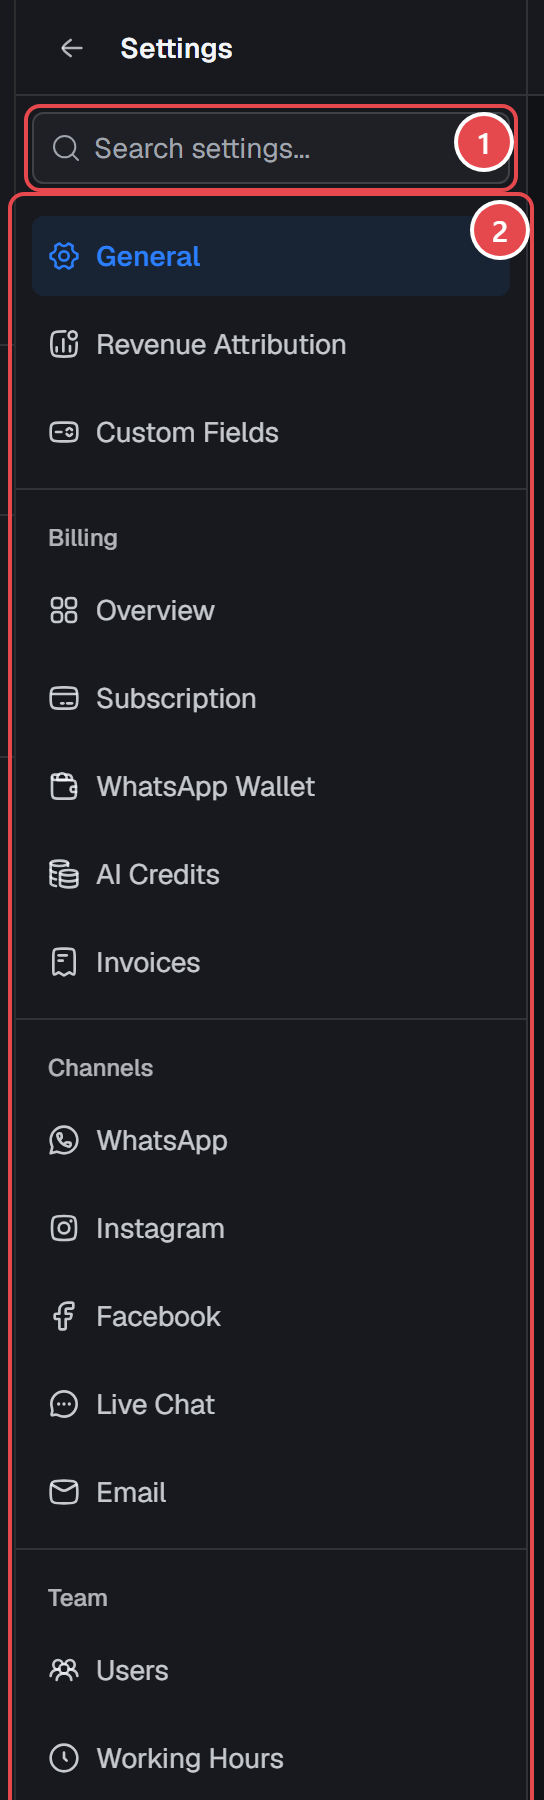 Settings
Search settings...
1
2
General
Revenue Attribution
Custom Fields
Billing
Overview
Subscription
WhatsApp Wallet
AI Credits
Invoices
Channels
WhatsApp
Instagram
Facebook
Live Chat
Email
Team
Users
Working Hours